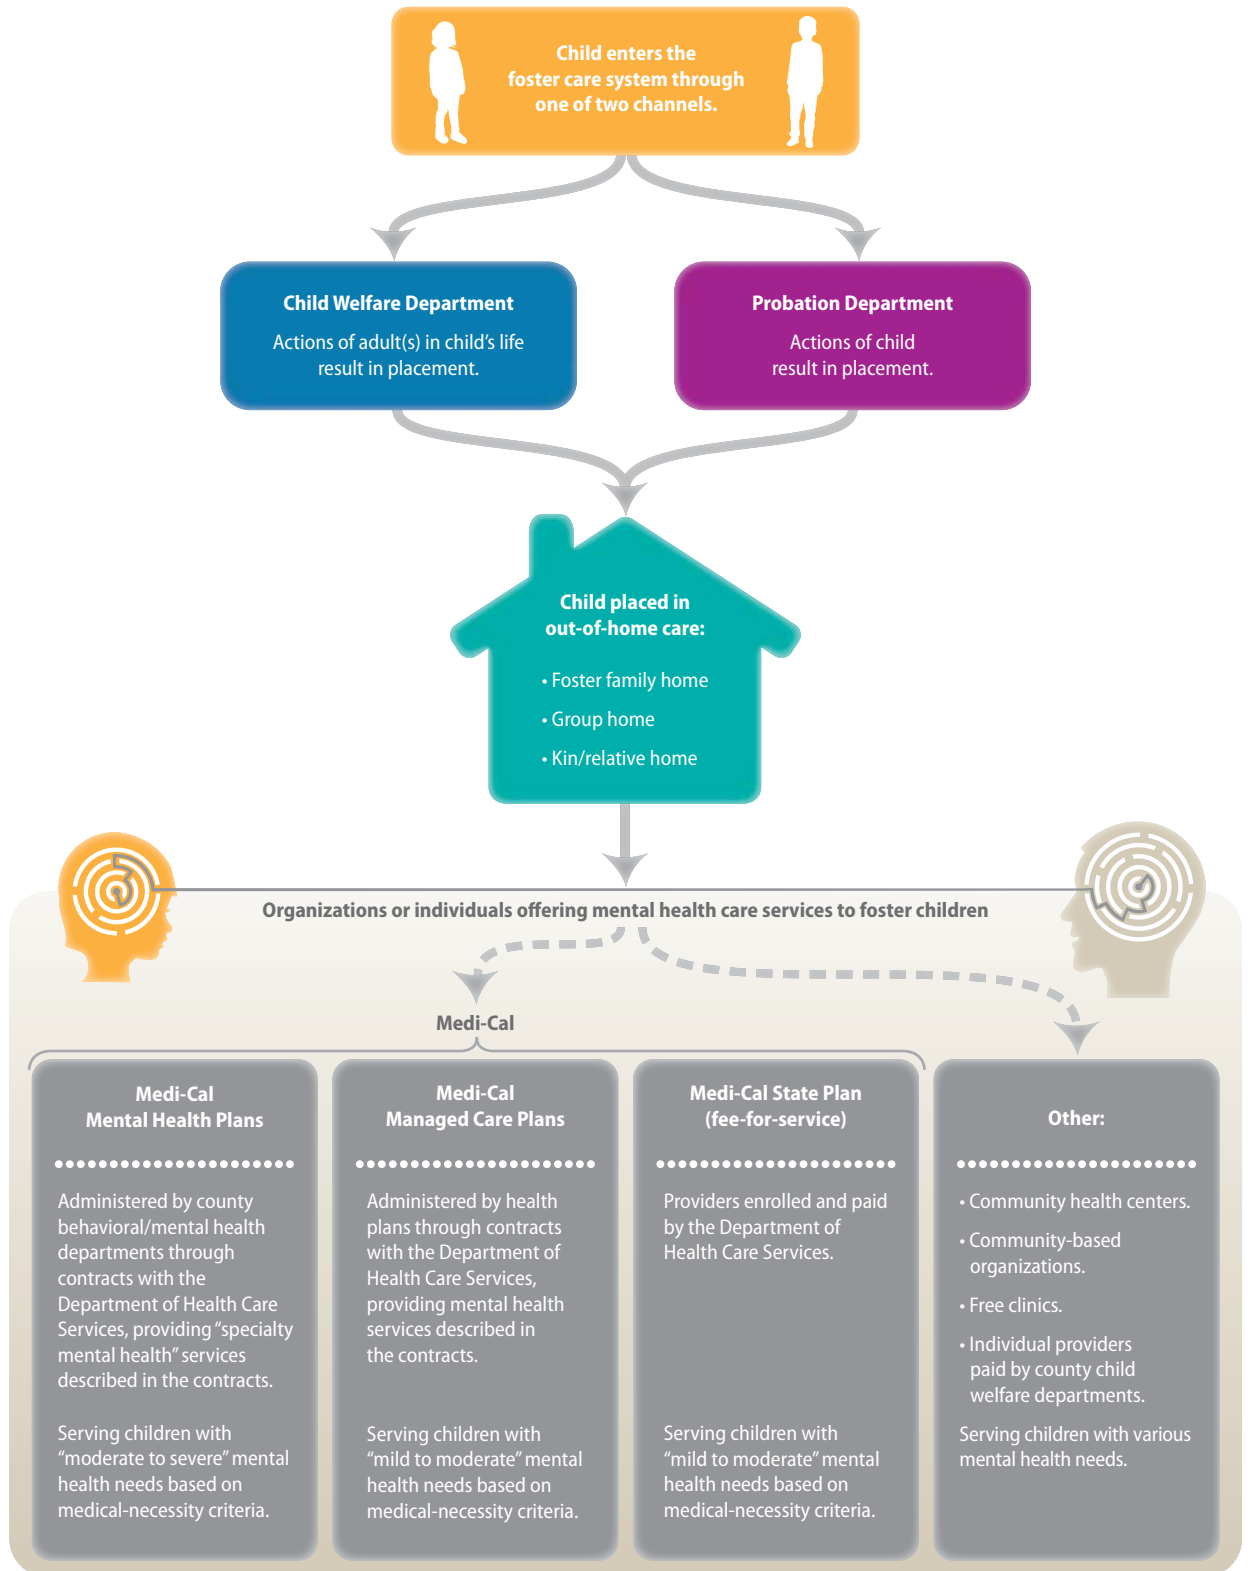 Child enters the
foster care system through
one of two channels.
Child Welfare Department
Actions of adult(s) in child’s life
result in placement.
Probation Department
Actions of child
result in placement.
Child placed in
out-of-home care:
• Foster family home
• Group home
• Kin/relative home
Organizations or individuals offering mental health care services to foster children
Medi-Cal
Medi-Cal
Mental Health Plans
Administered by county
behavioral/mental health
departments through
contracts with the
Department of Health Care
Services, providing “specialty
mental health” services
described in the contracts.
Serving children with
“moderate to severe” mental
health needs based on
medical-necessity criteria.
Medi-Cal
Managed Care Plans
Administered by health
plans through contracts
with the Department of
Health Care Services,
providing mental health
services described in
the contracts.
Serving children with
“mild to moderate” mental
health needs based on
medical-necessity criteria.
Medi-Cal State Plan
(fee-for-service)
Providers enrolled and paid
by the Department of
Health Care Services.
Serving children with
“mild to moderate” mental
health needs based on
medical-necessity criteria.
Other:
• Community health centers.
• Community-based
organizations.
• Free clinics.
• Individual providers
paid by county child
welfare departments.
Serving children with various
mental health needs.